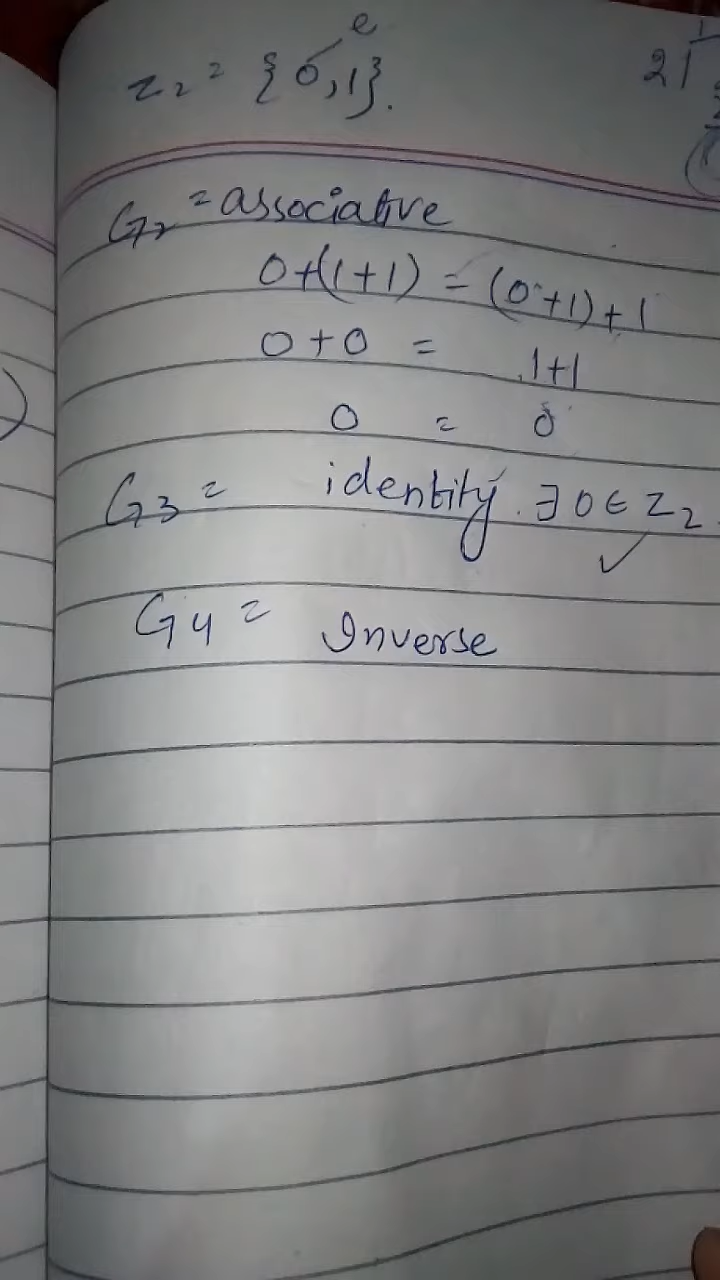 e
Z₂ = {0,1}.
2
G₂ = associative
0+(1+1) = (0+1)+1
0+0 = 1+1
0 = 0
G₃ = identity. ∃ 0 ∈ Z₂.
✓
G₄ = Inverse